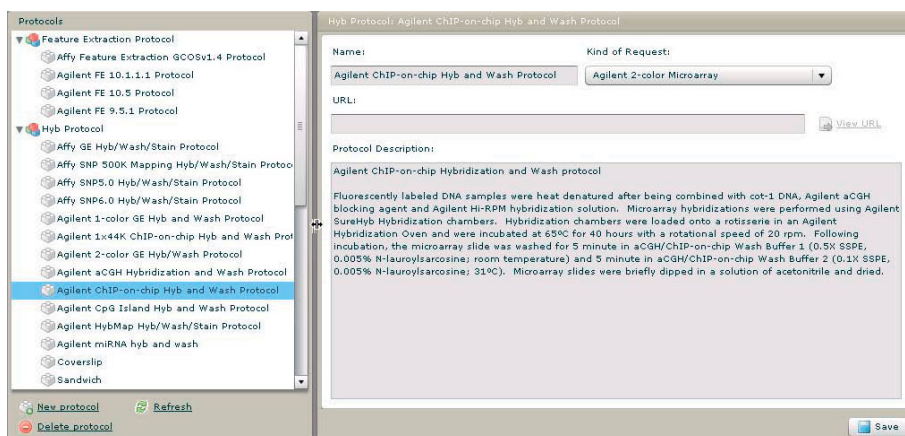 Protocols
Feature Extraction Protocol
Affy Feature Extraction GCOSv1.4 Protocol
Agilent FE 10.1.1.1 Protocol
Agilent FE 10.5 Protocol
Agilent FE 9.5.1 Protocol
Hyb Protocol
Affy GE Hyb/Wash/Stain Protocol
Affy SNP 500K Mapping Hyb/Wash/Stain Protoco
Affy SNP5.0 Hyb/Wash/Stain Protocol
Affy SNP6.0 Hyb/Wash/Stain Protocol
Agilent 1-color GE Hyb and Wash Protocol
Agilent 1x44K ChIP-on-chip Hyb and Wash Prot
Agilent 2-color GE Hyb/Wash Protocol
Agilent aCGH Hybridization and Wash Protocol
Agilent ChIP-on-chip Hyb and Wash Protocol
Agilent CpG Island Hyb and Wash Protocol
Agilent HybMap Hyb/Wash/Stain Protocol
Agilent miRNA hyb and wash
Coverslip
Sandwich
New protocol Refresh
Delete protocol
Hyb Protocol: Agilent ChIP-on-chip Hyb and Wash Protocol
Name: Kind of Request:
Agilent ChIP-on-chip Hyb and Wash Protocol Agilent 2-color Microarray
URL:
View URL
Protocol Description:
Agilent ChIP-on-chip Hybridization and Wash protocol
Fluorescently labeled DNA samples were heat denatured after being combined with cot-1 DNA, Agilent aCGH
blocking agent and Agilent Hi-RPM hybridization solution. Microarray hybridizations were performed using Agilent
SureHyb Hybridization chambers. Hybridization chambers were loaded onto a rotisserie in an Agilent
Hybridization Oven and were incubated at 65ºC for 40 hours with a rotational speed of 20 rpm. Following
incubation, the microarray slide was washed for 5 minute in aCGH/ChIP-on-chip Wash Buffer 1 (0.5X SSPE,
0.005% N-lauroylsarcosine; room temperature) and 5 minute in aCGH/ChIP-on-chip Wash Buffer 2 (0.1X SSPE,
0.005% N-lauroylsarcosine; 31ºC). Microarray slides were briefly dipped in a solution of acetonitrile and dried.
Save